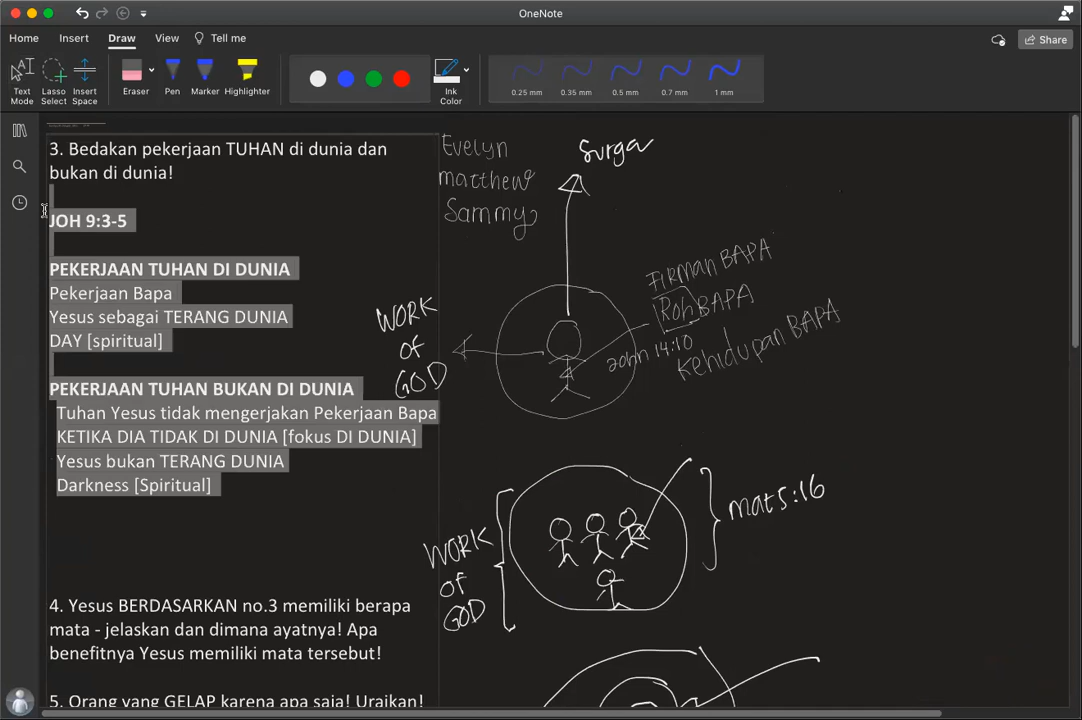 OneNote
Home Insert Draw View Tell me
Share
Text Mode
Lasso Select
Insert Space
Eraser
Pen
Marker
Highlighter
Ink Color
0.25 mm
0.35 mm
0.5 mm
0.7 mm
1 mm
3. Bedakan pekerjaan TUHAN di dunia dan
bukan di dunia!
JOH 9:3-5
PEKERJAAN TUHAN DI DUNIA
Pekerjaan Bapa
Yesus sebagai TERANG DUNIA
DAY [spiritual]
PEKERJAAN TUHAN BUKAN DI DUNIA
Tuhan Yesus tidak mengerjakan Pekerjaan Bapa
KETIKA DIA TIDAK DI DUNIA [fokus DI DUNIA]
Yesus bukan TERANG DUNIA
Darkness [Spiritual]
4. Yesus BERDASARKAN no.3 memiliki berapa
mata - jelaskan dan dimana ayatnya! Apa
benefitnya Yesus memiliki mata tersebut!
5. Orang yang GELAP karena apa saja! Uraikan!
Evelyn
matthew
Sammy
Surga
FIRMAN BAPA
Roh BAPA
Kehidupan BAPA
John 14:10
WORK
of
GOD
WORK
of
GOD
mat 5:16